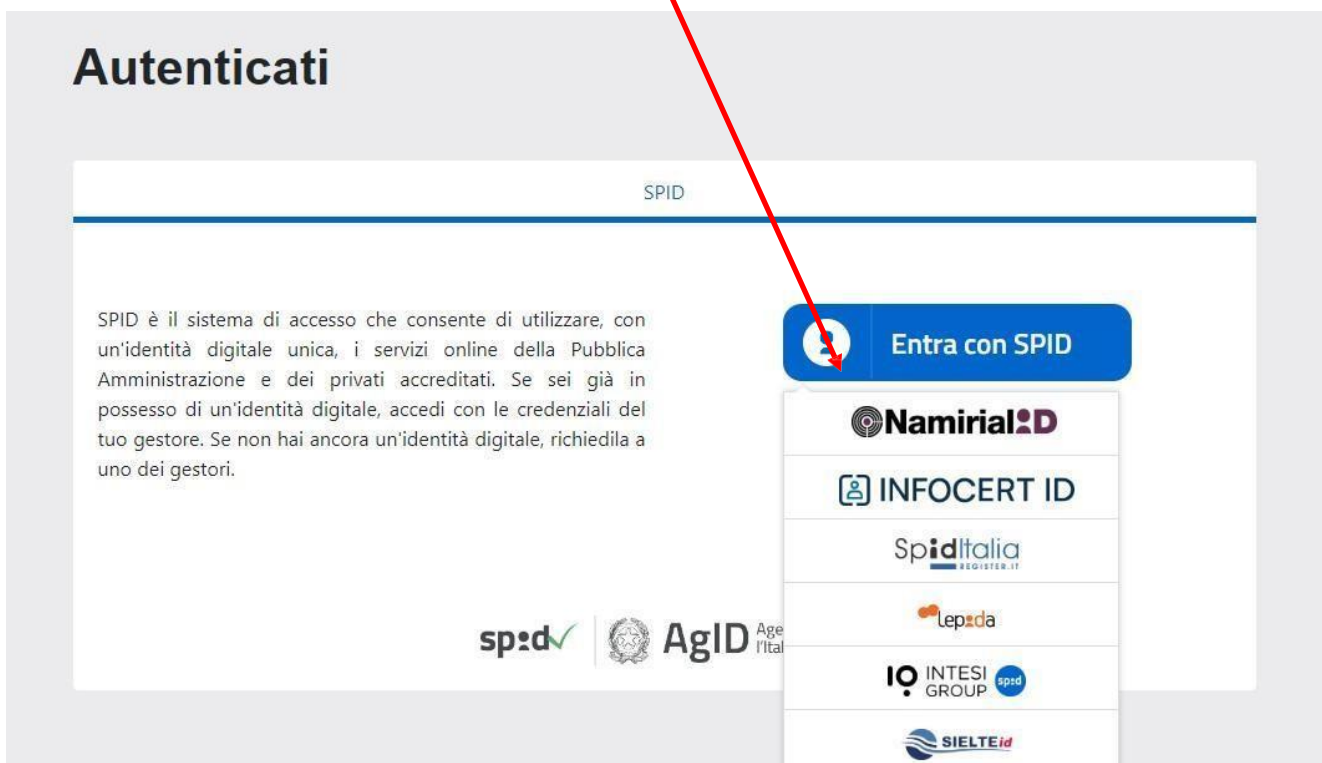 Autenticati
SPID
SPID è il sistema di accesso che consente di utilizzare, con
un'identità digitale unica, i servizi online della Pubblica
Amministrazione e dei privati accreditati. Se sei già in
possesso di un'identità digitale, accedi con le credenziali del
tuo gestore. Se non hai ancora un'identità digitale, richiedila a
uno dei gestori.
Entra con SPID
Namirial ID
INFOCERT ID
SpidItalia
REGISTER.IT
Lepida
INTESI
GROUP
spid
SIELTEid
spid
AgID